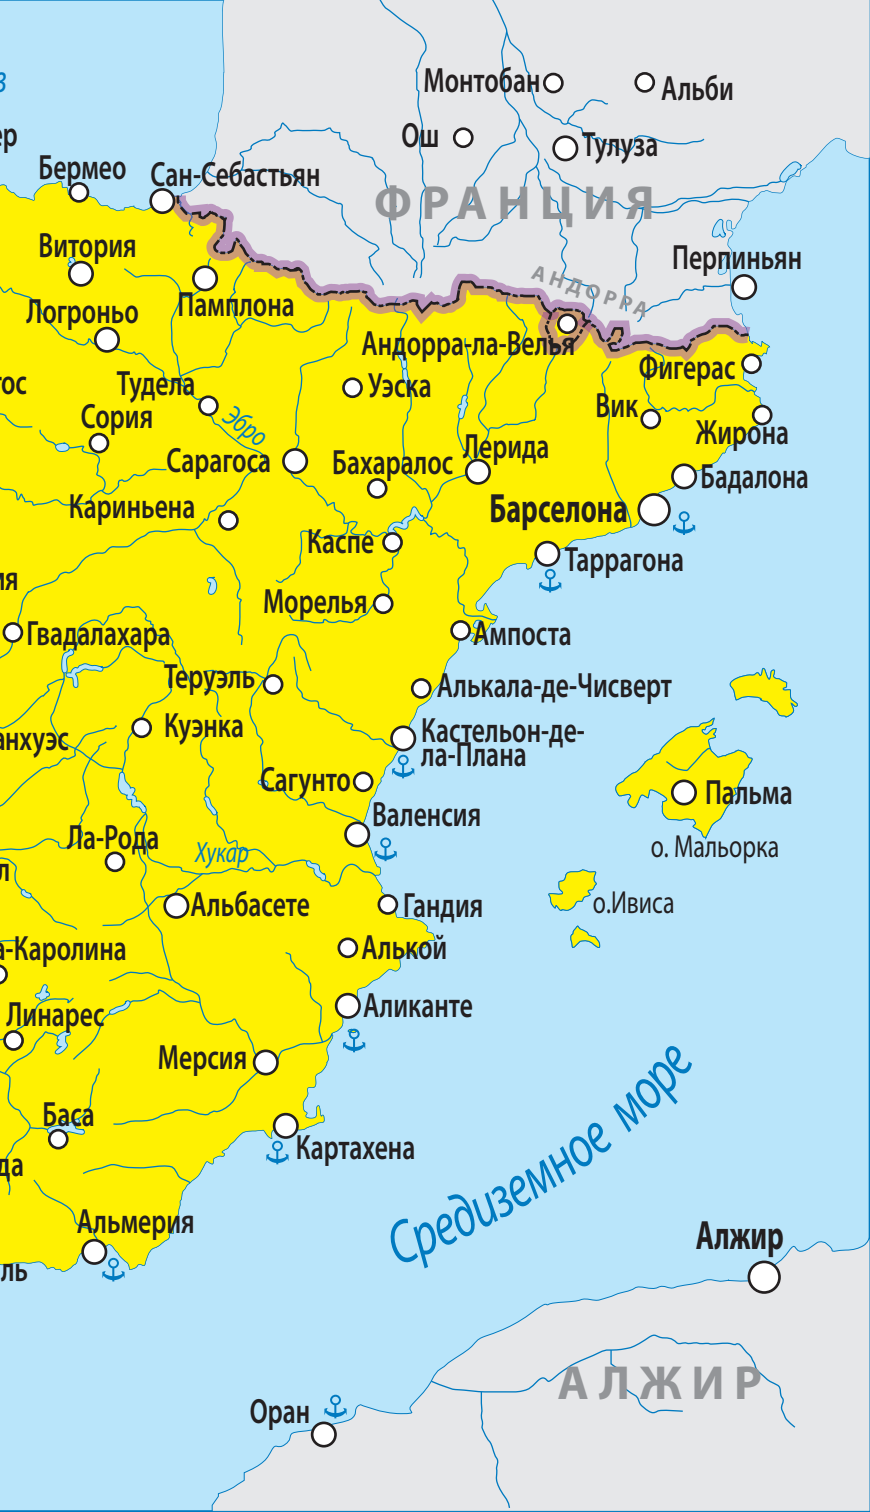 Монтобан
Альби
Ош
Тулуза
Бермео
Сан-Себастьян
ФРАНЦИЯ
Витория
Перпиньян
АНДОРРА
Памплона
Логроньо
Андорра-ла-Велья
Фигерас
Тудела
Уэска
Сория
Эбро
Вик
Жирона
Сарагоса
Бахаралос
Лерида
Бадалона
Кариньена
Барселона
Каспе
Таррагона
Морелья
Гвадалахара
Ампоста
Теруэль
Алькала-де-Чисверт
Куэнка
Кастельон-де-
ла-Плана
анхуэс
Сагунто
Пальма
Валенсия
Ла-Рода
Хукар
о. Мальорка
Альбасете
Гандия
о.Ивиса
а-Каролина
Алькой
Линарес
Аликанте
Мерсия
Баса
Картахена
Средиземное море
Альмерия
Алжир
АЛЖИР
Оран